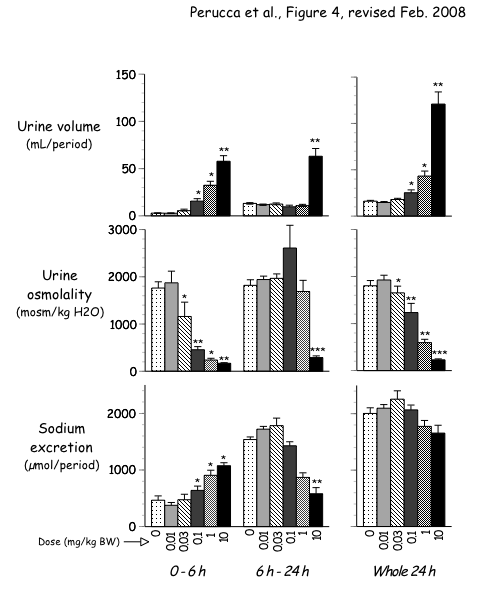 Perucca et al., Figure 4, revised Feb. 2008
150
Urine volume
(mL/period)
100
50
0
** * * **
** * * **
3000
Urine
osmolality
(mosm/kg H2O)
2000
1000
0
* ** * ** *** * ** ** ***
Sodium
excretion
(µmol/period)
2000
1000
0
* * * **
Dose (mg/kg BW)
0 0.01 0.03 0.1 1 10 0 0.01 0.03 0.1 1 10 0 0.01 0.03 0.1 1 10
0 - 6 h 6 h - 24 h Whole 24 h